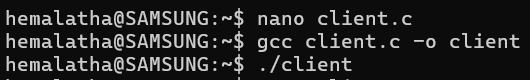 hemalatha@SAMSUNG:~$ nano client.c
hemalatha@SAMSUNG:~$ gcc client.c -o client
hemalatha@SAMSUNG:~$ ./client